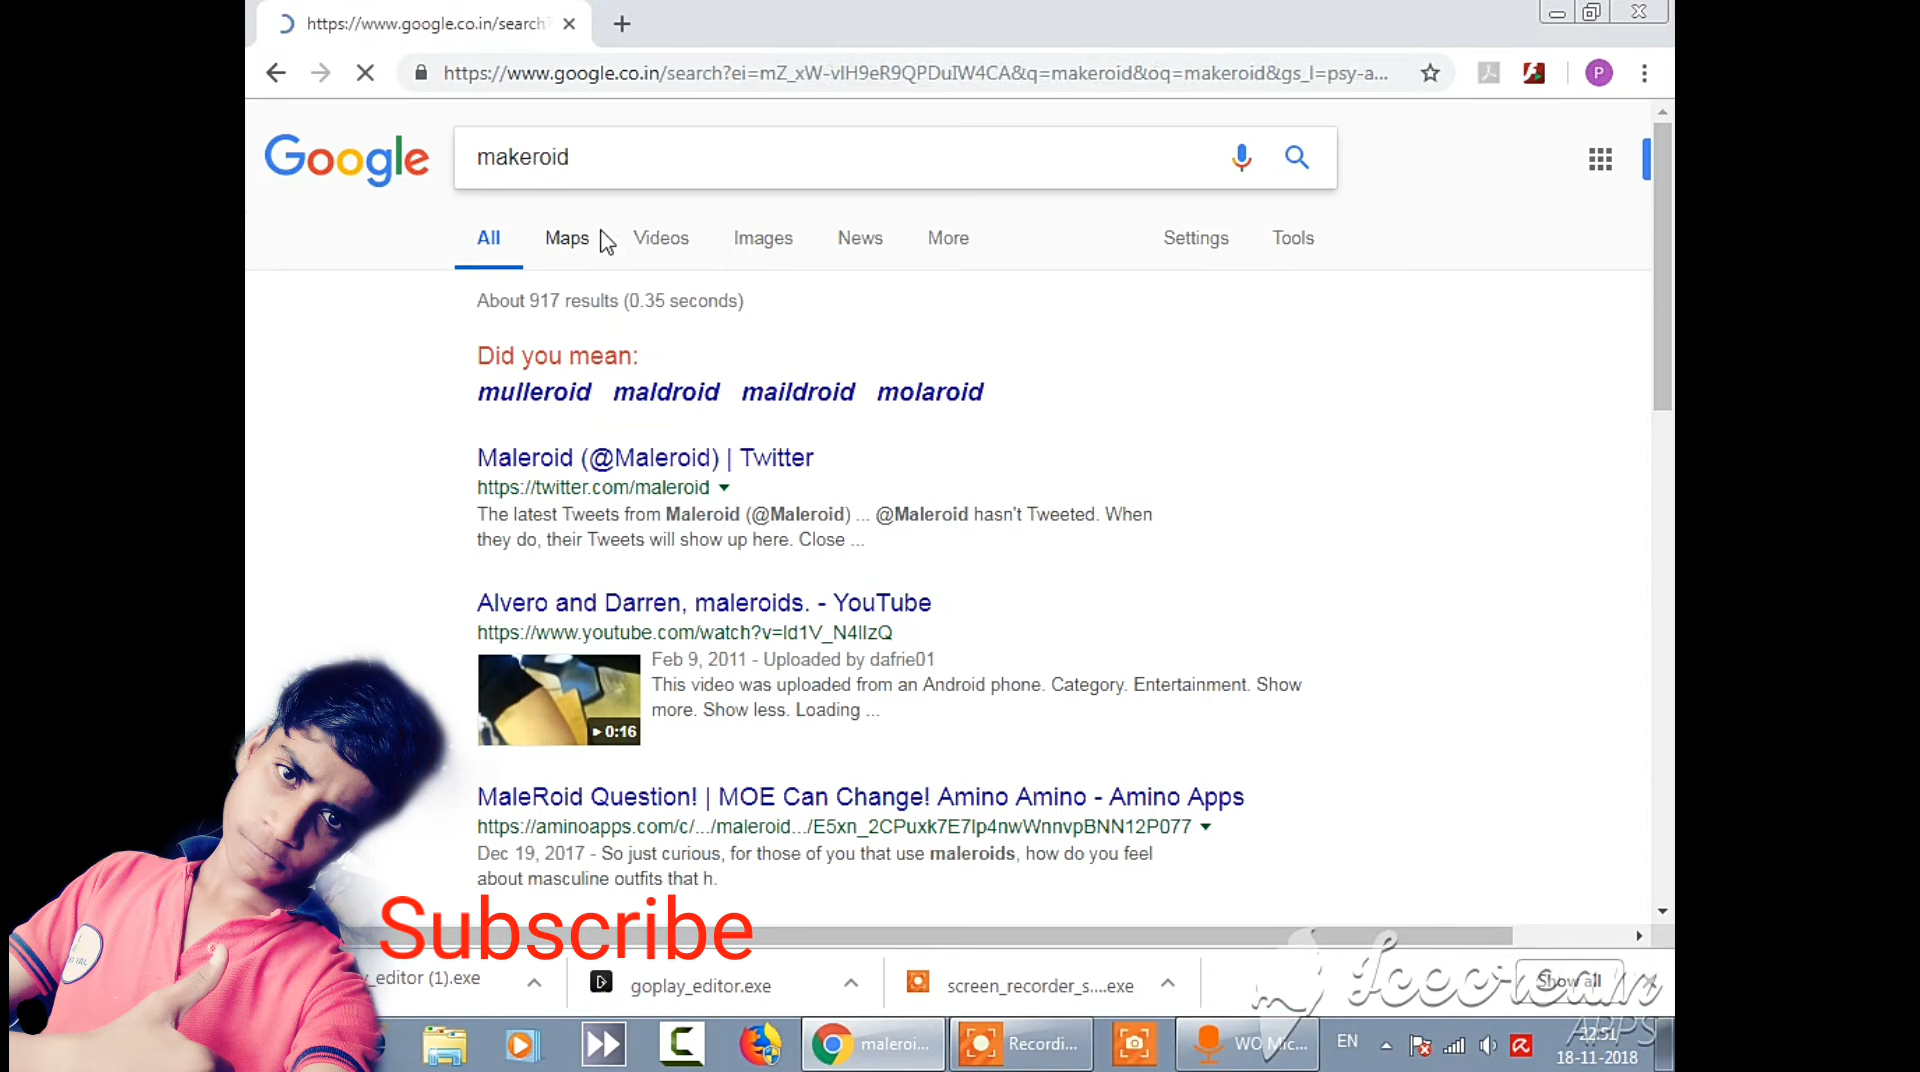 https://www.google.co.in/search?
https://www.google.co.in/search?ei=mZ_xW-vlH9eR9QPDuIW4CA&q=makeroid&oq=makeroid&gs_l=psy-a...
P
Google
makeroid
All Maps Videos Images News More Settings Tools
About 917 results (0.35 seconds)
Did you mean:
mulleroid maldroid maildroid molaroid
Maleroid (@Maleroid) | Twitter
https://twitter.com/maleroid
The latest Tweets from Maleroid (@Maleroid) ... @Maleroid hasn't Tweeted. When
they do, their Tweets will show up here. Close ...
Alvero and Darren, maleroids. - YouTube
https://www.youtube.com/watch?v=ld1V_N4lIzQ
Feb 9, 2011 - Uploaded by dafrie01
This video was uploaded from an Android phone. Category. Entertainment. Show
more. Show less. Loading ...
0:16
MaleRoid Question! | MOE Can Change! Amino Amino - Amino Apps
https://aminoapps.com/c/.../maleroid.../E5xn_2CPuxk7E7lp4nwWnnvpBNN12P077
Dec 19, 2017 - So just curious, for those of you that use maleroids, how do you feel
about masculine outfits that h.
Subscribe
_editor (1).exe
goplay_editor.exe
screen_recorder_s....exe
Show all
Icecream
APPS
maleroi...
Recordi...
WO Mic...
EN
22:51
18-11-2018